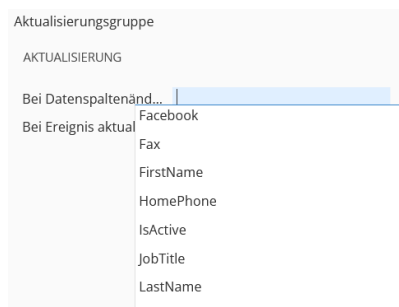 Aktualisierungsgruppe
AKTUALISIERUNG
Bei Datenspaltenänd...
Facebook
Bei Ereignis aktual
Fax
FirstName
HomePhone
IsActive
JobTitle
LastName